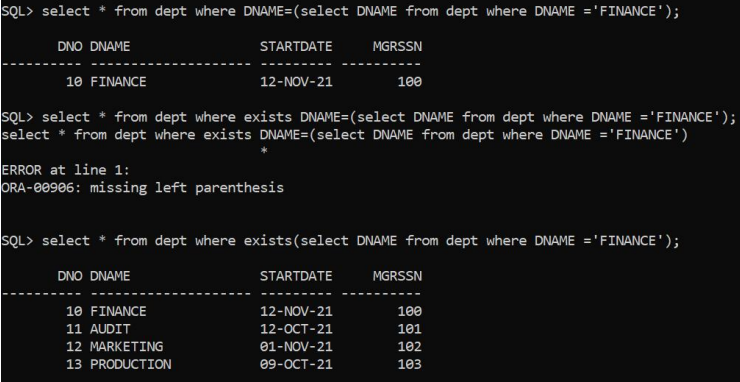 SQL> select * from dept where DNAME=(select DNAME from dept where DNAME ='FINANCE');
DNO DNAME STARTDATE MGRSSN
---------- -------------------- --------- ----------
10 FINANCE 12-NOV-21 100
SQL> select * from dept where exists DNAME=(select DNAME from dept where DNAME ='FINANCE');
select * from dept where exists DNAME=(select DNAME from dept where DNAME ='FINANCE')
*
ERROR at line 1:
ORA-00906: missing left parenthesis
SQL> select * from dept where exists(select DNAME from dept where DNAME ='FINANCE');
DNO DNAME STARTDATE MGRSSN
---------- -------------------- --------- ----------
10 FINANCE 12-NOV-21 100
11 AUDIT 12-OCT-21 101
12 MARKETING 01-NOV-21 102
13 PRODUCTION 09-OCT-21 103